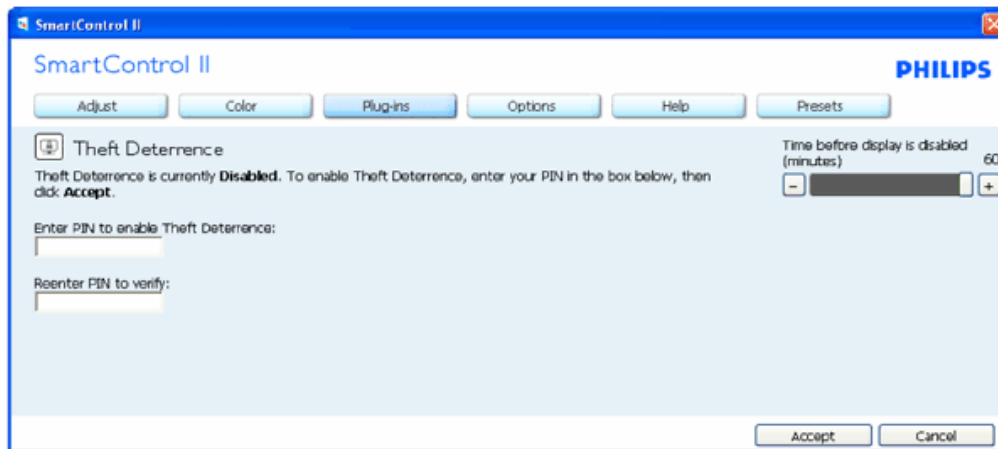 SmartControl II
SmartControl II
PHILIPS
Adjust Color Plug-ins Options Help Presets
Theft Deterrence
Time before display is disabled
(minutes) 60
Theft Deterrence is currently Disabled. To enable Theft Deterrence, enter your PIN in the box below, then
click Accept.
- +
Enter PIN to enable Theft Deterrence:
Reenter PIN to verify:
Accept Cancel